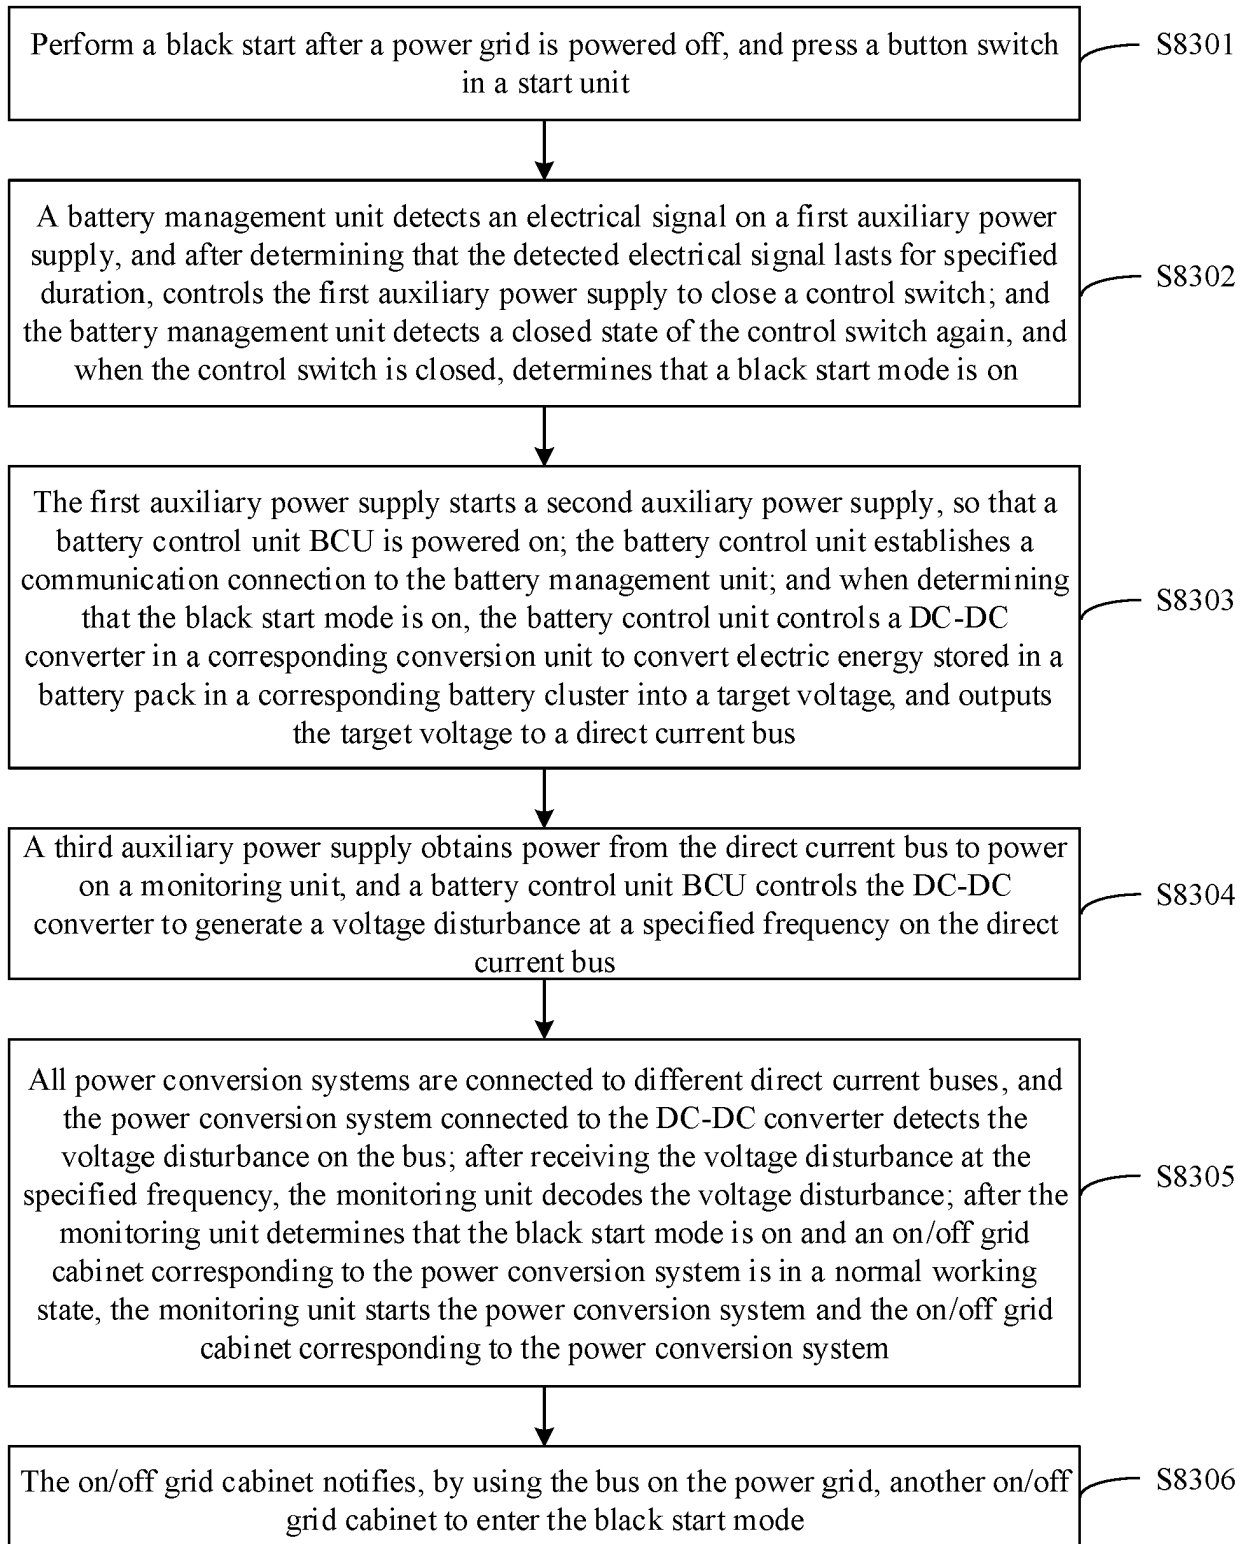 Perform a black start after a power grid is powered off, and press a button switch
in a start unit
S8301
A battery management unit detects an electrical signal on a first auxiliary power
supply, and after determining that the detected electrical signal lasts for specified
duration, controls the first auxiliary power supply to close a control switch; and
the battery management unit detects a closed state of the control switch again, and
when the control switch is closed, determines that a black start mode is on
S8302
The first auxiliary power supply starts a second auxiliary power supply, so that a
battery control unit BCU is powered on; the battery control unit establishes a
communication connection to the battery management unit; and when determining
that the black start mode is on, the battery control unit controls a DC-DC
converter in a corresponding conversion unit to convert electric energy stored in a
battery pack in a corresponding battery cluster into a target voltage, and outputs
the target voltage to a direct current bus
S8303
A third auxiliary power supply obtains power from the direct current bus to power
on a monitoring unit, and a battery control unit BCU controls the DC-DC
converter to generate a voltage disturbance at a specified frequency on the direct
current bus
S8304
All power conversion systems are connected to different direct current buses, and
the power conversion system connected to the DC-DC converter detects the
voltage disturbance on the bus; after receiving the voltage disturbance at the
specified frequency, the monitoring unit decodes the voltage disturbance; after the
monitoring unit determines that the black start mode is on and an on/off grid
cabinet corresponding to the power conversion system is in a normal working
state, the monitoring unit starts the power conversion system and the on/off grid
cabinet corresponding to the power conversion system
S8305
The on/off grid cabinet notifies, by using the bus on the power grid, another on/off
grid cabinet to enter the black start mode
S8306